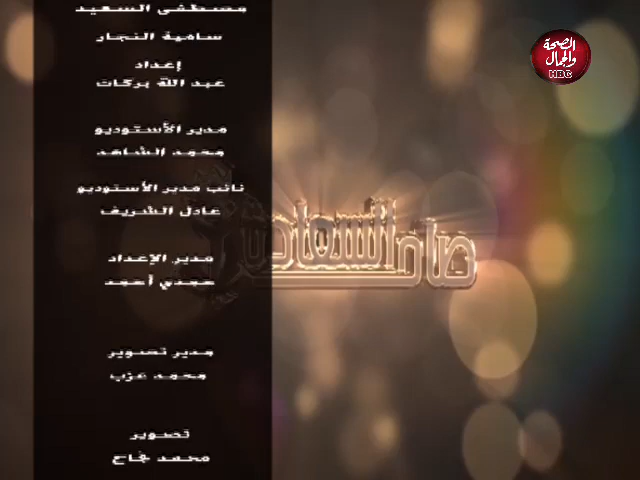 مصطفى السعيد
سامية النجار
إعداد
عبد الله بركات
مدير الأستوديو
محمد الشاهد
نائب مدير الأستوديو
عادل الشريف
مدير الإعداد
مجدي أحمد
مدير تصوير
محمد عزب
تصوير
محمد نجاح
الصحة
والجمال
HBC